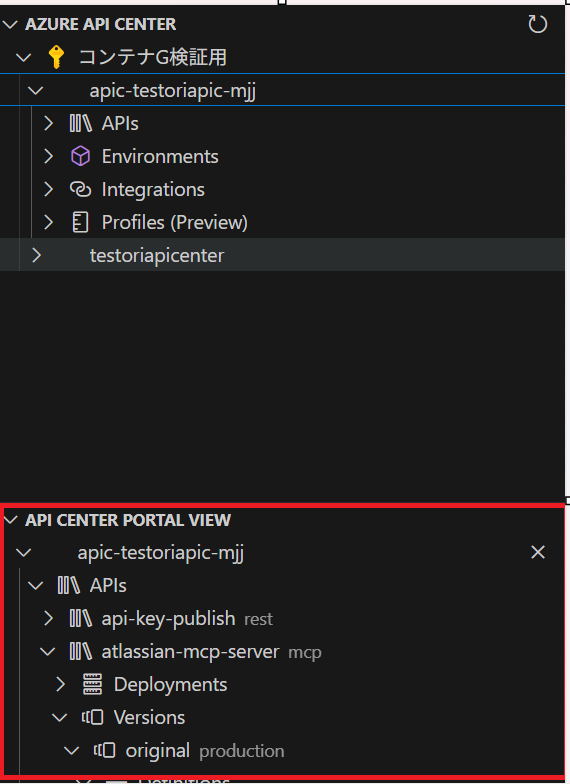 AZURE API CENTER
コンテナG検証用
apic-testoriapic-mjj
APIs
Environments
Integrations
Profiles (Preview)
testoriapicenter
API CENTER PORTAL VIEW
apic-testoriapic-mjj
APIs
api-key-publish rest
atlassian-mcp-server mcp
Deployments
Versions
original production
Definitions